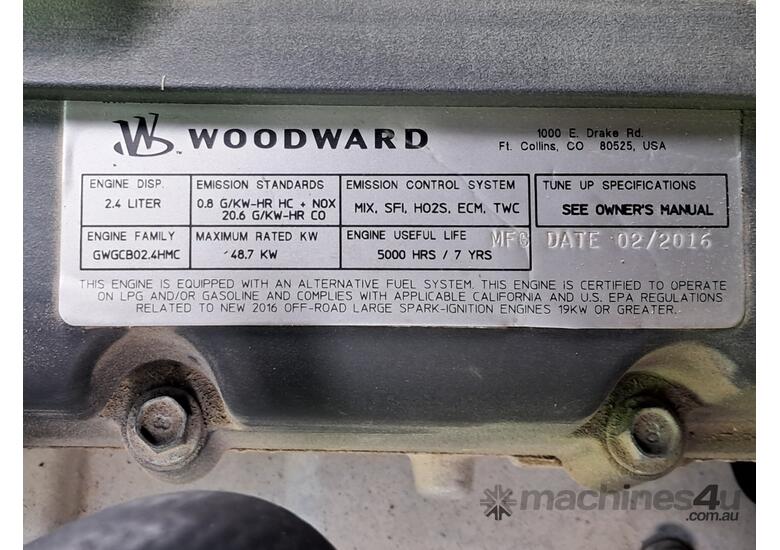 WOODWARD
1000 E. Drake Rd.
Ft. Collins, CO 80525, USA
ENGINE DISP.
2.4 LITER
EMISSION STANDARDS
0.8 G/KW-HR HC + NOX
20.6 G/KW-HR CO
EMISSION CONTROL SYSTEM
MIX, SFI, HO2S, ECM, TWC
TUNE UP SPECIFICATIONS
SEE OWNER'S MANUAL
ENGINE FAMILY
GWGCB02.4HMC
MAXIMUM RATED KW
48.7 KW
ENGINE USEFUL LIFE
5000 HRS / 7 YRS
MFG DATE 02/2016
THIS ENGINE IS EQUIPPED WITH AN ALTERNATIVE FUEL SYSTEM. THIS ENGINE IS CERTIFIED TO OPERATE
ON LPG AND/OR GASOLINE AND COMPLIES WITH APPLICABLE CALIFORNIA AND U.S. EPA REGULATIONS
RELATED TO NEW 2016 OFF-ROAD LARGE SPARK-IGNITION ENGINES 19KW OR GREATER.
machines4u
.com.au